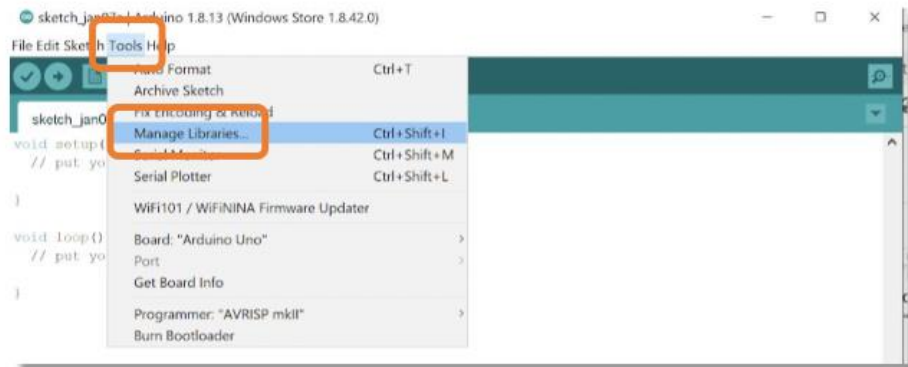 Arduino 1.8.13 (Windows Store 1.8.42.0)
File Edit Sketch Tools Help
Format Ctrl+T
Archive Sketch
Fix Encoding & Reload
sketch_jan0
Manage Libraries... Ctrl+Shift+I
void setup(
Serial Monitor Ctrl+Shift+M
// put yo
Serial Plotter Ctrl+Shift+L
}
WiFi101 / WiFiNINA Firmware Updater
void loop()
Board: "Arduino Uno"
// put yo
Port
Get Board Info
}
Programmer: "AVRISP mkII"
Burn Bootloader